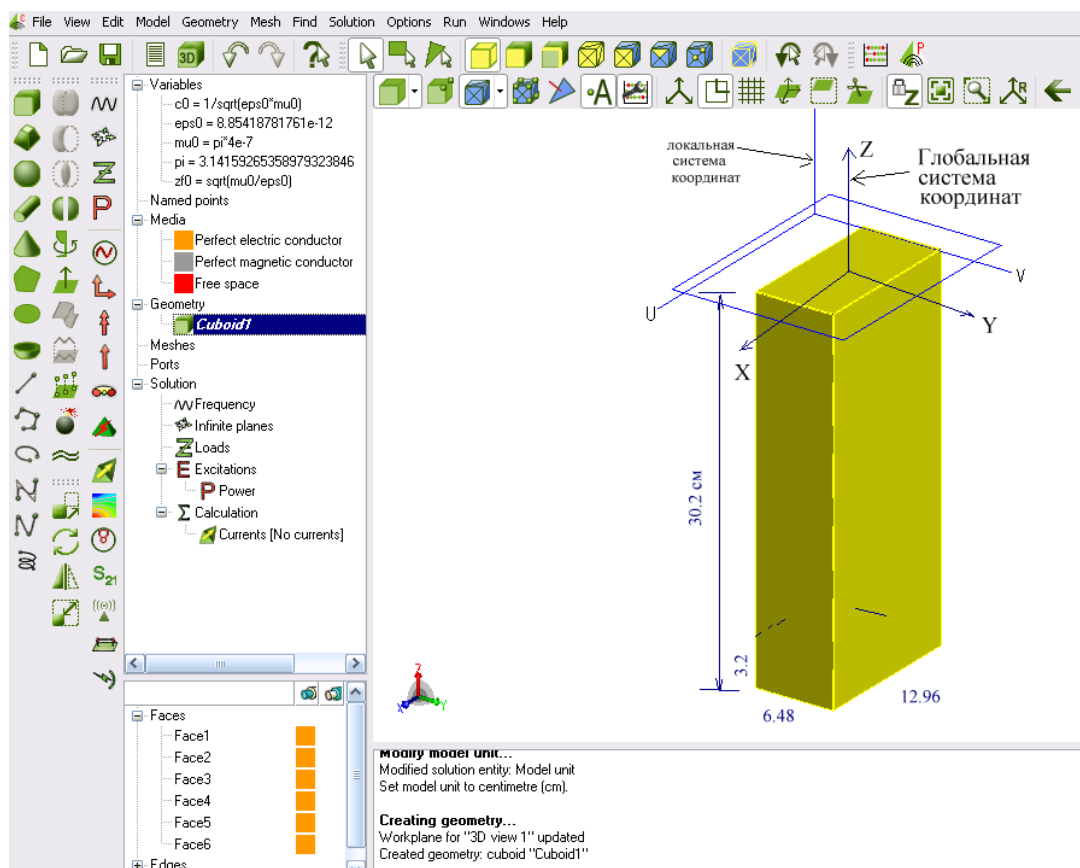 File View Edit Model Geometry Mesh Find Solution Options Run Windows Help
3D
P
A
Z
R
Variables
c0 = 1/sqrt(eps0*mu0)
eps0 = 8.85418781761e-12
mu0 = pi*4e-7
pi = 3.14159265358979323846
zf0 = sqrt(mu0/eps0)
Named points
Media
Perfect electric conductor
Perfect magnetic conductor
Free space
Geometry
Cuboid1
Meshes
Ports
Solution
Frequency
Infinite planes
Z Loads
E Excitations
P Power
Σ Calculation
Currents [No currents]
Z
P
S21
Faces
Face1
Face2
Face3
Face4
Face5
Face6
Edges
локальная
система
координат
Z
Глобальная
система
координат
U
V
X
Y
30.2 см
3.2
6.48
12.96
Z
X
Y
Modify model unit...
Modified solution entity: Model unit
Set model unit to centimetre (cm).
Creating geometry...
Workplane for "3D view 1" updated
Created geometry: cuboid "Cuboid1"